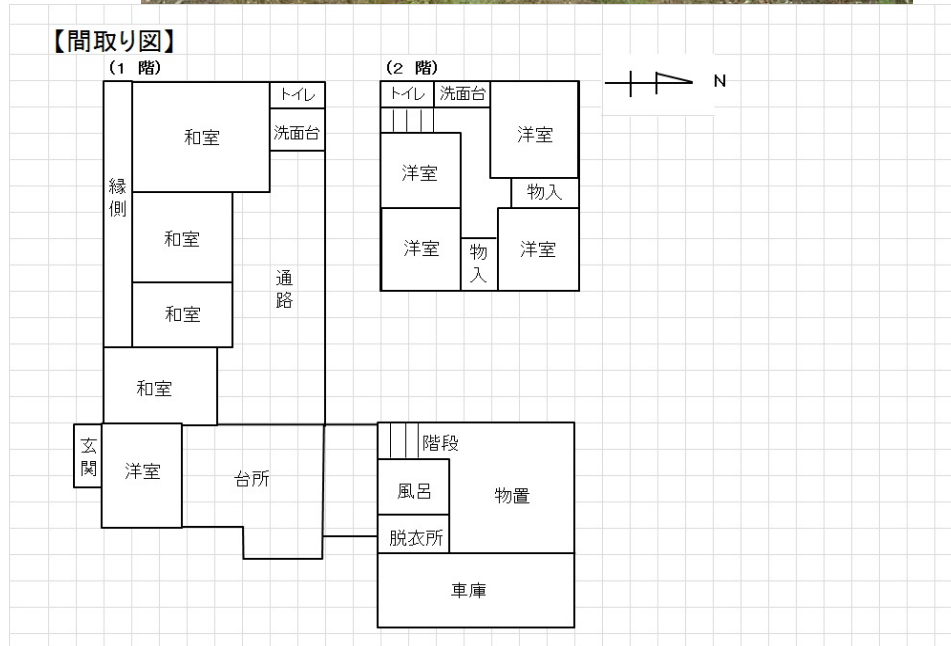 【間取り図】
(1 階)
(2 階)
N
トイレ
洗面台
和室
縁側
和室
通路
和室
和室
玄関
洋室
台所
トイレ
洗面台
洋室
洋室
物入
洋室
物入
洋室
階段
風呂
物置
脱衣所
車庫